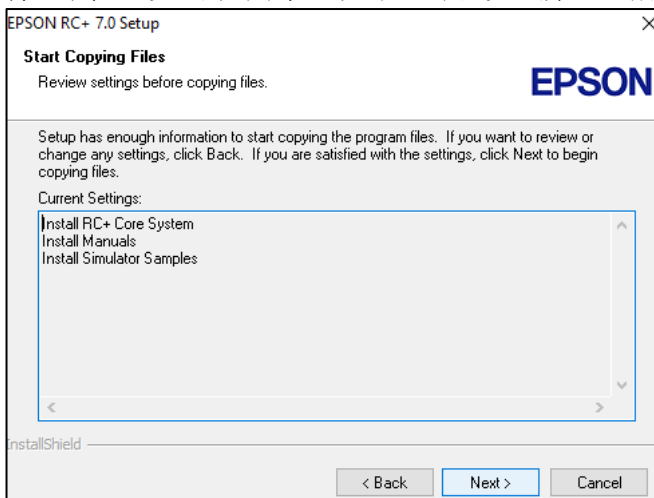 EPSON RC+ 7.0 Setup
Start Copying Files
Review settings before copying files.
EPSON
Setup has enough information to start copying the program files. If you want to review or
change any settings, click Back. If you are satisfied with the settings, click Next to begin
copying files.
Current Settings:
Install RC+ Core System
Install Manuals
Install Simulator Samples
InstallShield
< Back
Next >
Cancel